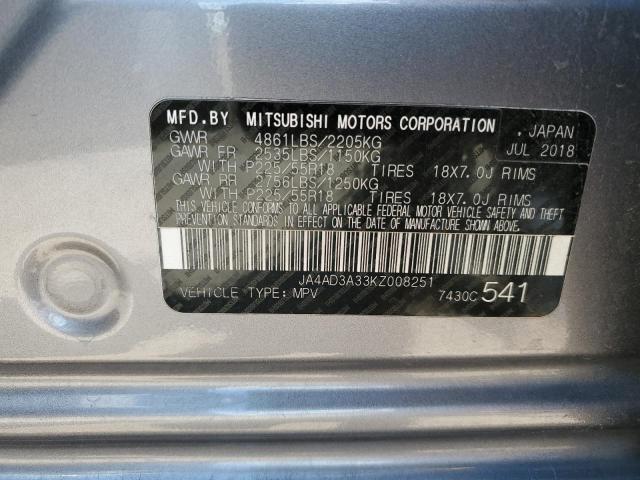 MFD.BY MITSUBISHI MOTORS CORPORATION , JAPAN
GVWR 4861LBS/2205KG JUL 2018
GAWR FR 2535LBS/1150KG
WITH P225/55R18 TIRES 18X7.0J RIMS
GAWR RR 2756LBS/1250KG
WITH P225/55R18 TIRES 18X7.0J RIMS
THIS VEHICLE CONFORMS TO ALL APPLICABLE FEDERAL MOTOR VEHICLE SAFETY AND THEFT
PREVENTION STANDARDS IN EFFECT ON THE DATE OF MANUFACTURE SHOWN ABOVE.
JA4AD3A33KZ008251
VEHICLE TYPE: MPV 7430C 541